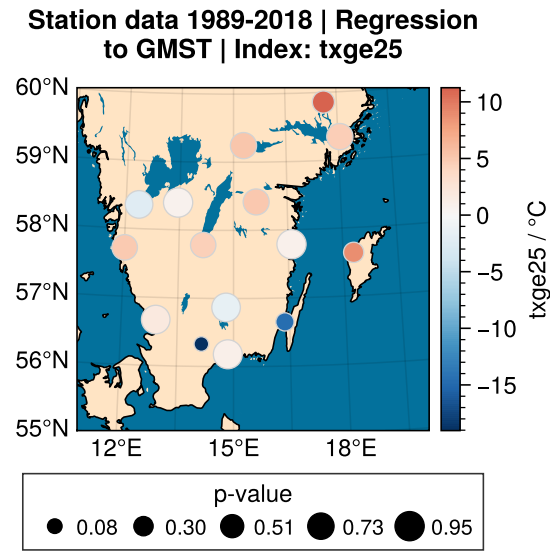 Station data 1989-2018 | Regression
to GMST | Index: txge25
60°N
59°N
58°N
57°N
56°N
55°N
12°E
15°E
18°E
10
5
0
−5
−10
−15
txge25 / °C
p-value
0.08
0.30
0.51
0.73
0.95